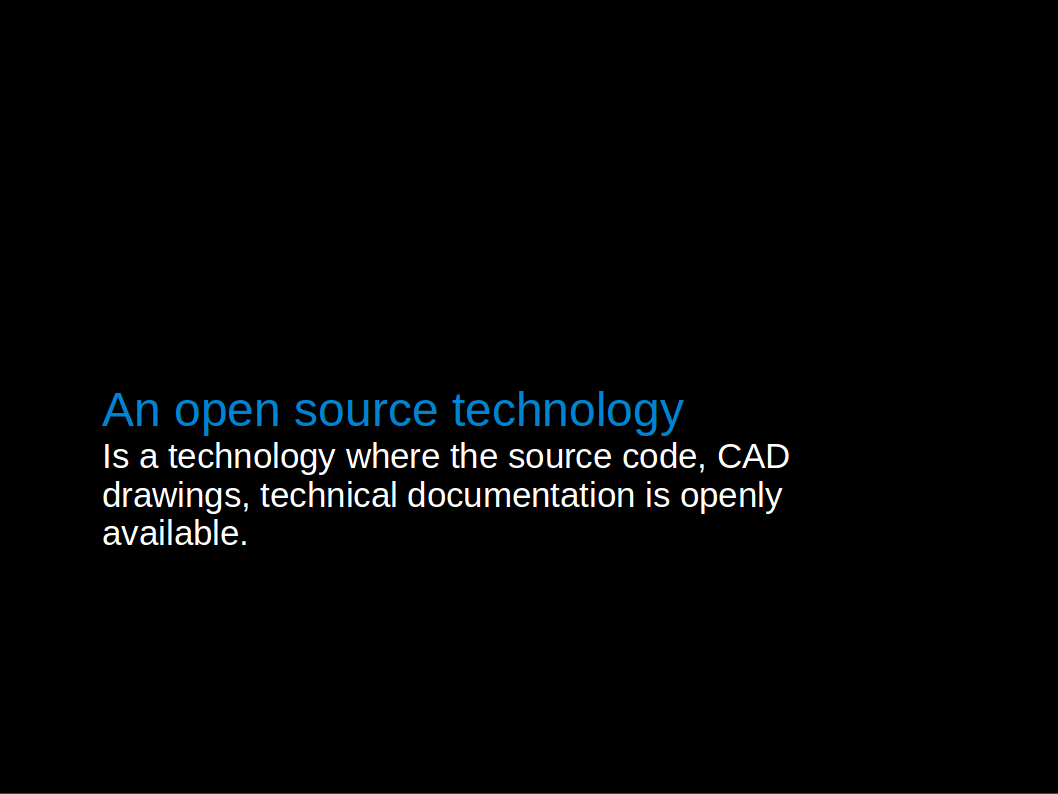 An open source technology
Is a technology where the source code, CAD
drawings, technical documentation is openly
available.